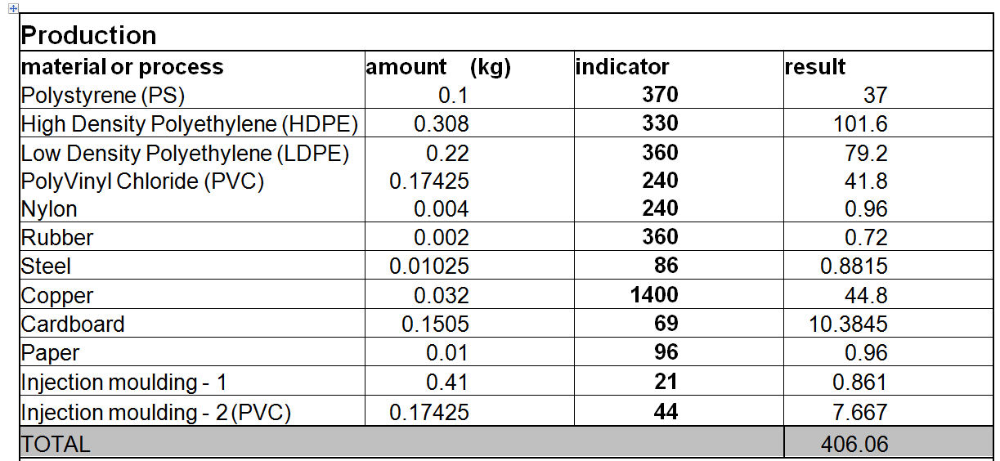 Production
material or process amount (kg) indicator result
Polystyrene (PS) 0.1 370 37
High Density Polyethylene (HDPE) 0.308 330 101.6
Low Density Polyethylene (LDPE) 0.22 360 79.2
PolyVinyl Chloride (PVC) 0.17425 240 41.8
Nylon 0.004 240 0.96
Rubber 0.002 360 0.72
Steel 0.01025 86 0.8815
Copper 0.032 1400 44.8
Cardboard 0.1505 69 10.3845
Paper 0.01 96 0.96
Injection moulding - 1 0.41 21 0.861
Injection moulding - 2 (PVC) 0.17425 44 7.667
TOTAL 406.06